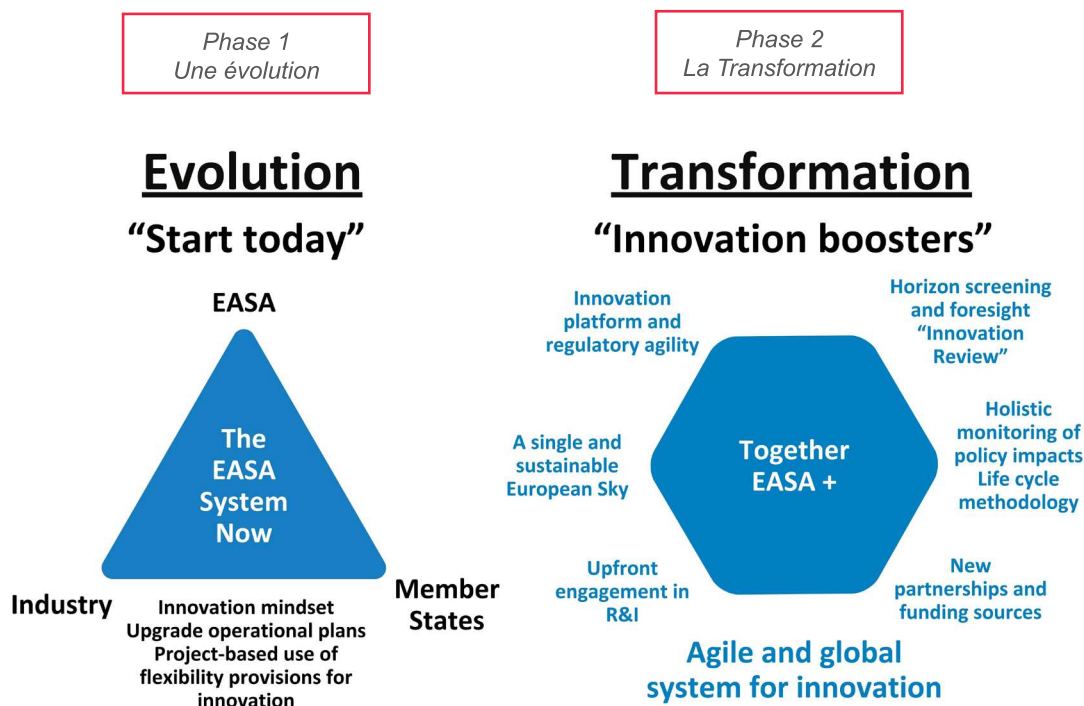 Phase 1
Une évolution
Phase 2
La Transformation
Evolution
“Start today”
EASA
The
EASA
System
Now
Industry
Member
States
Innovation mindset
Upgrade operational plans
Project-based use of
flexibility provisions for
innovation
Transformation
“Innovation boosters”
Innovation
platform and
regulatory agility
Horizon screening
and foresight
“Innovation
Review”
A single and
sustainable
European Sky
Together
EASA +
Holistic
monitoring of
policy impacts
Life cycle
methodology
Upfront
engagement in
R&I
New
partnerships and
funding sources
Agile and global
system for innovation